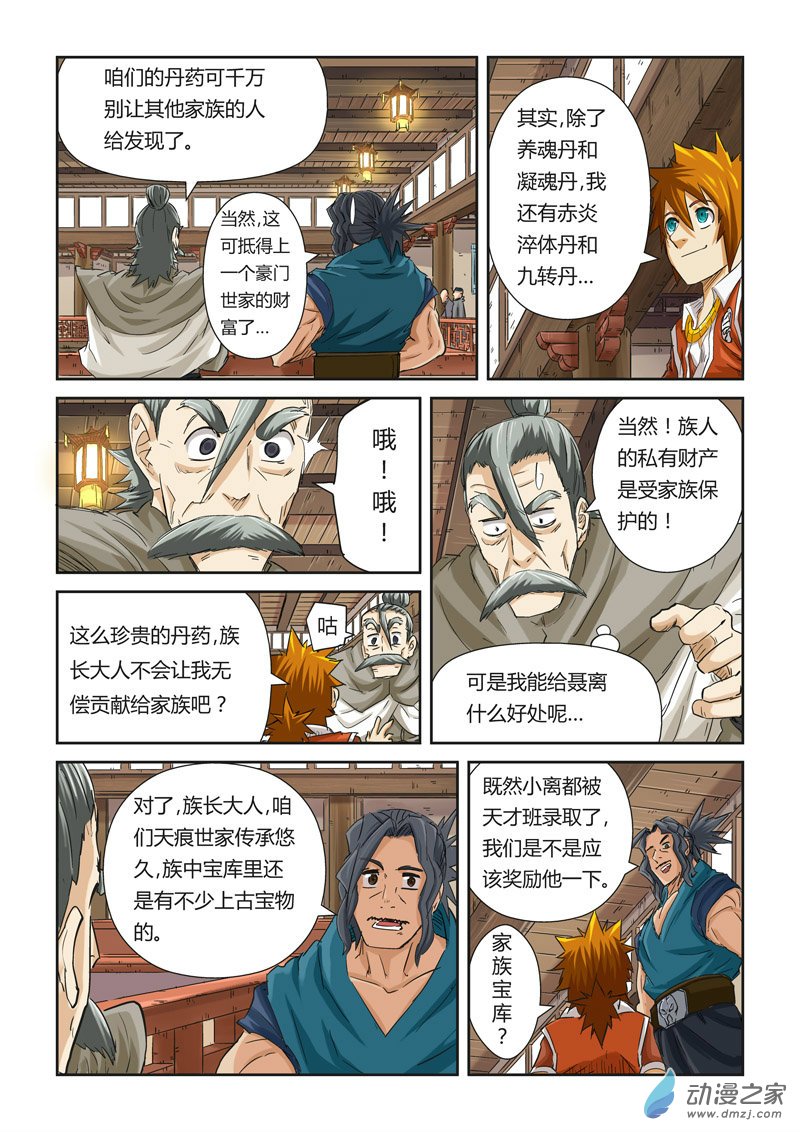 咱们的丹药可千万
别让其他家族的人
给发现了。
当然,这
可抵得上
一个豪门
世家的财
富了...
其实,除了
养魂丹和
凝魂丹,我
还有赤炎
淬体丹和
九转丹...
哦！哦！
当然！族人
的私有财产
是受家族保
护的！
可是我能给聂离
什么好处呢...
这么珍贵的丹药,族
长大人不会让我无
偿贡献给家族吧？
咕
对了,族长大人,咱
们天痕世家传承悠
久,族中宝库里还
是有不少上古宝物
的。
既然小离都被
天才班录取了,
我们是不是应
该奖励他一下。
家族宝库？
动漫之家
www.dmzj.com